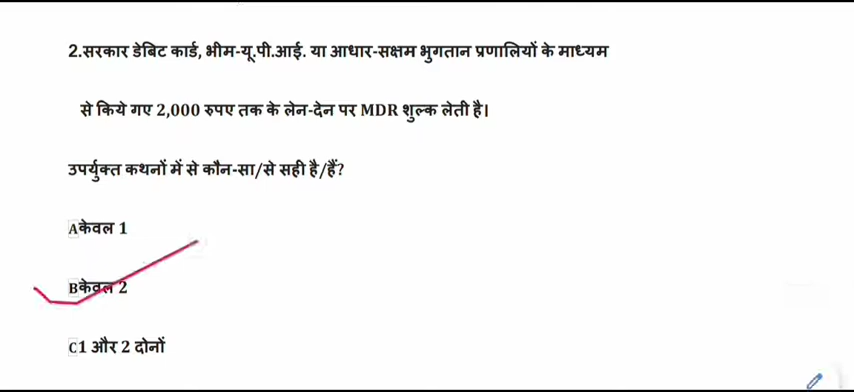 2.सरकार डेबिट कार्ड, भीम-यू.पी.आई. या आधार-सक्षम भुगतान प्रणालियों के माध्यम
से किये गए 2,000 रुपए तक के लेन-देन पर MDR शुल्क लेती है।
उपर्युक्त कथनों में से कौन-सा/से सही है/हैं?
Aकेवल 1
Bकेवल 2
C1 और 2 दोनों